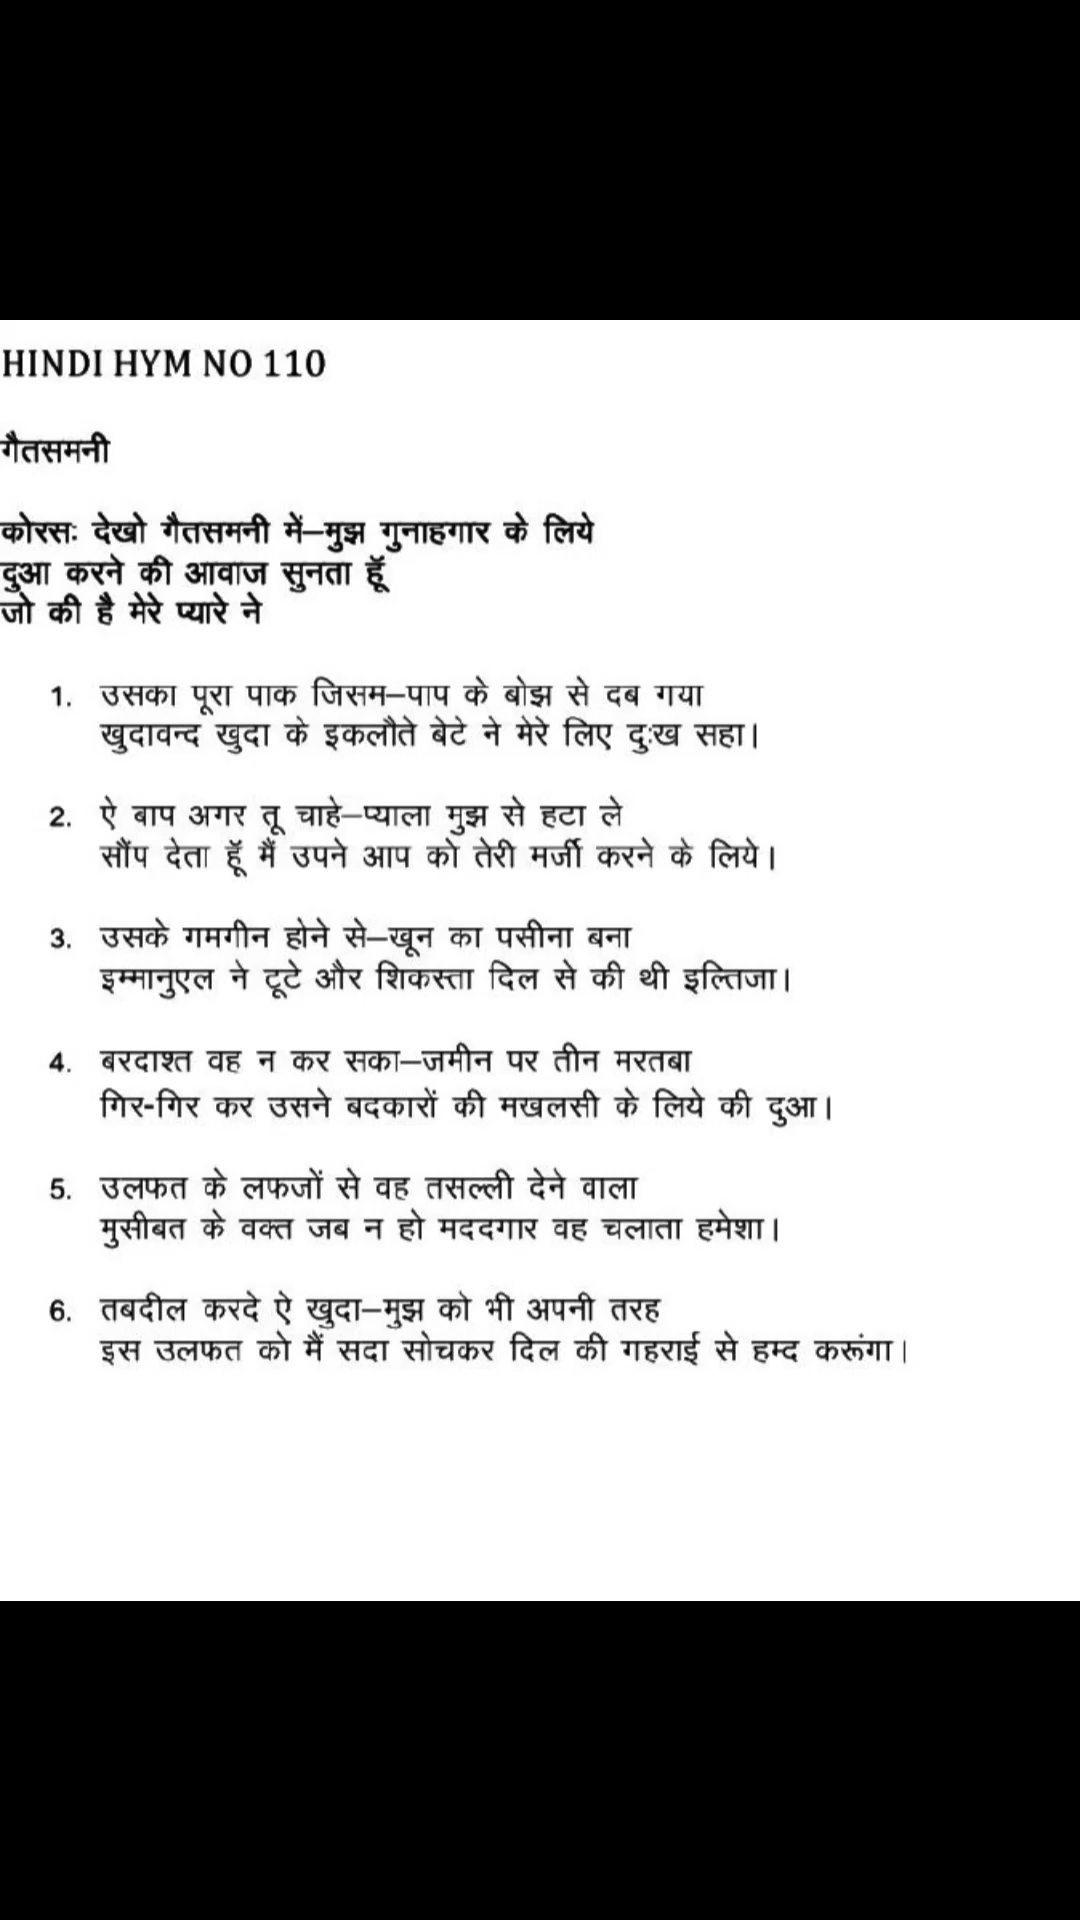 HINDI HYM NO 110
गैतसमनी
कोरसः देखो गैतसमनी में–मुझ गुनाहगार के लिये
दुआ करने की आवाज सुनता हूँ
जो की है मेरे प्यारे ने
1. उसका पूरा पाक जिसम–पाप के बोझ से दब गया
खुदावन्द खुदा के इकलौते बेटे ने मेरे लिए दुःख सहा।
2. ऐ बाप अगर तू चाहे–प्याला मुझ से हटा ले
सौंप देता हूँ मैं उपने आप को तेरी मर्जी करने के लिये।
3. उसके गमगीन होने से–खून का पसीना बना
इम्मानुएल ने टूटे और शिकस्ता दिल से की थी इल्तिजा।
4. बरदाश्त वह न कर सका–जमीन पर तीन मरतबा
गिर-गिर कर उसने बदकारों की मखलसी के लिये की दुआ।
5. उलफत के लफजों से वह तसल्ली देने वाला
मुसीबत के वक्त जब न हो मददगार वह चलाता हमेशा।
6. तबदील करदे ऐ खुदा–मुझ को भी अपनी तरह
इस उलफत को मैं सदा सोचकर दिल की गहराई से हम्द करूंगा।